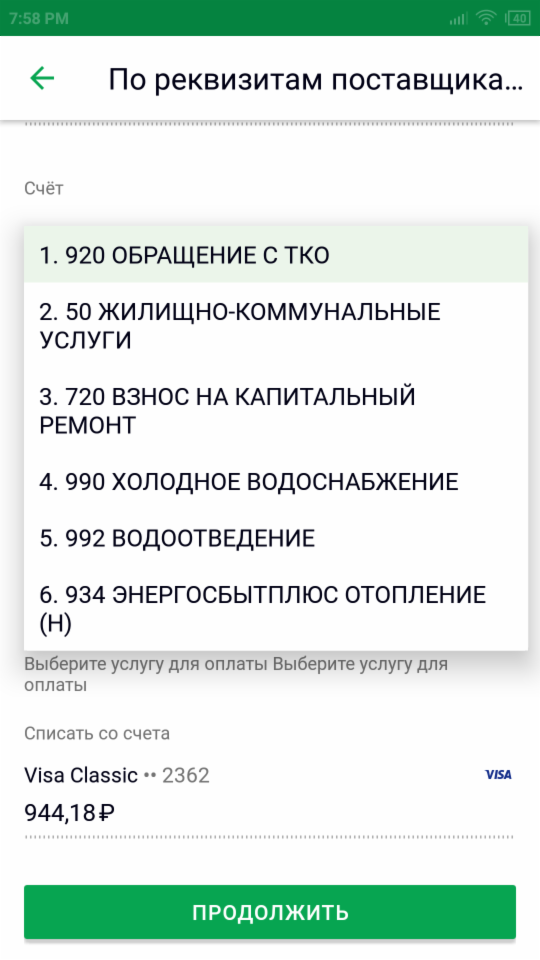 7:58 PM
40
По реквизитам поставщика...
Счёт
1. 920 ОБРАЩЕНИЕ С ТКО
2. 50 ЖИЛИЩНО-КОММУНАЛЬНЫЕ
УСЛУГИ
3. 720 ВЗНОС НА КАПИТАЛЬНЫЙ
РЕМОНТ
4. 990 ХОЛОДНОЕ ВОДОСНАБЖЕНИЕ
5. 992 ВОДООТВЕДЕНИЕ
6. 934 ЭНЕРГОСБЫТПЛЮС ОТОПЛЕНИЕ
(Н)
Выберите услугу для оплаты Выберите услугу для
оплаты
Списать со счета
Visa Classic •• 2362 VISA
944,18 ₽
ПРОДОЛЖИТЬ